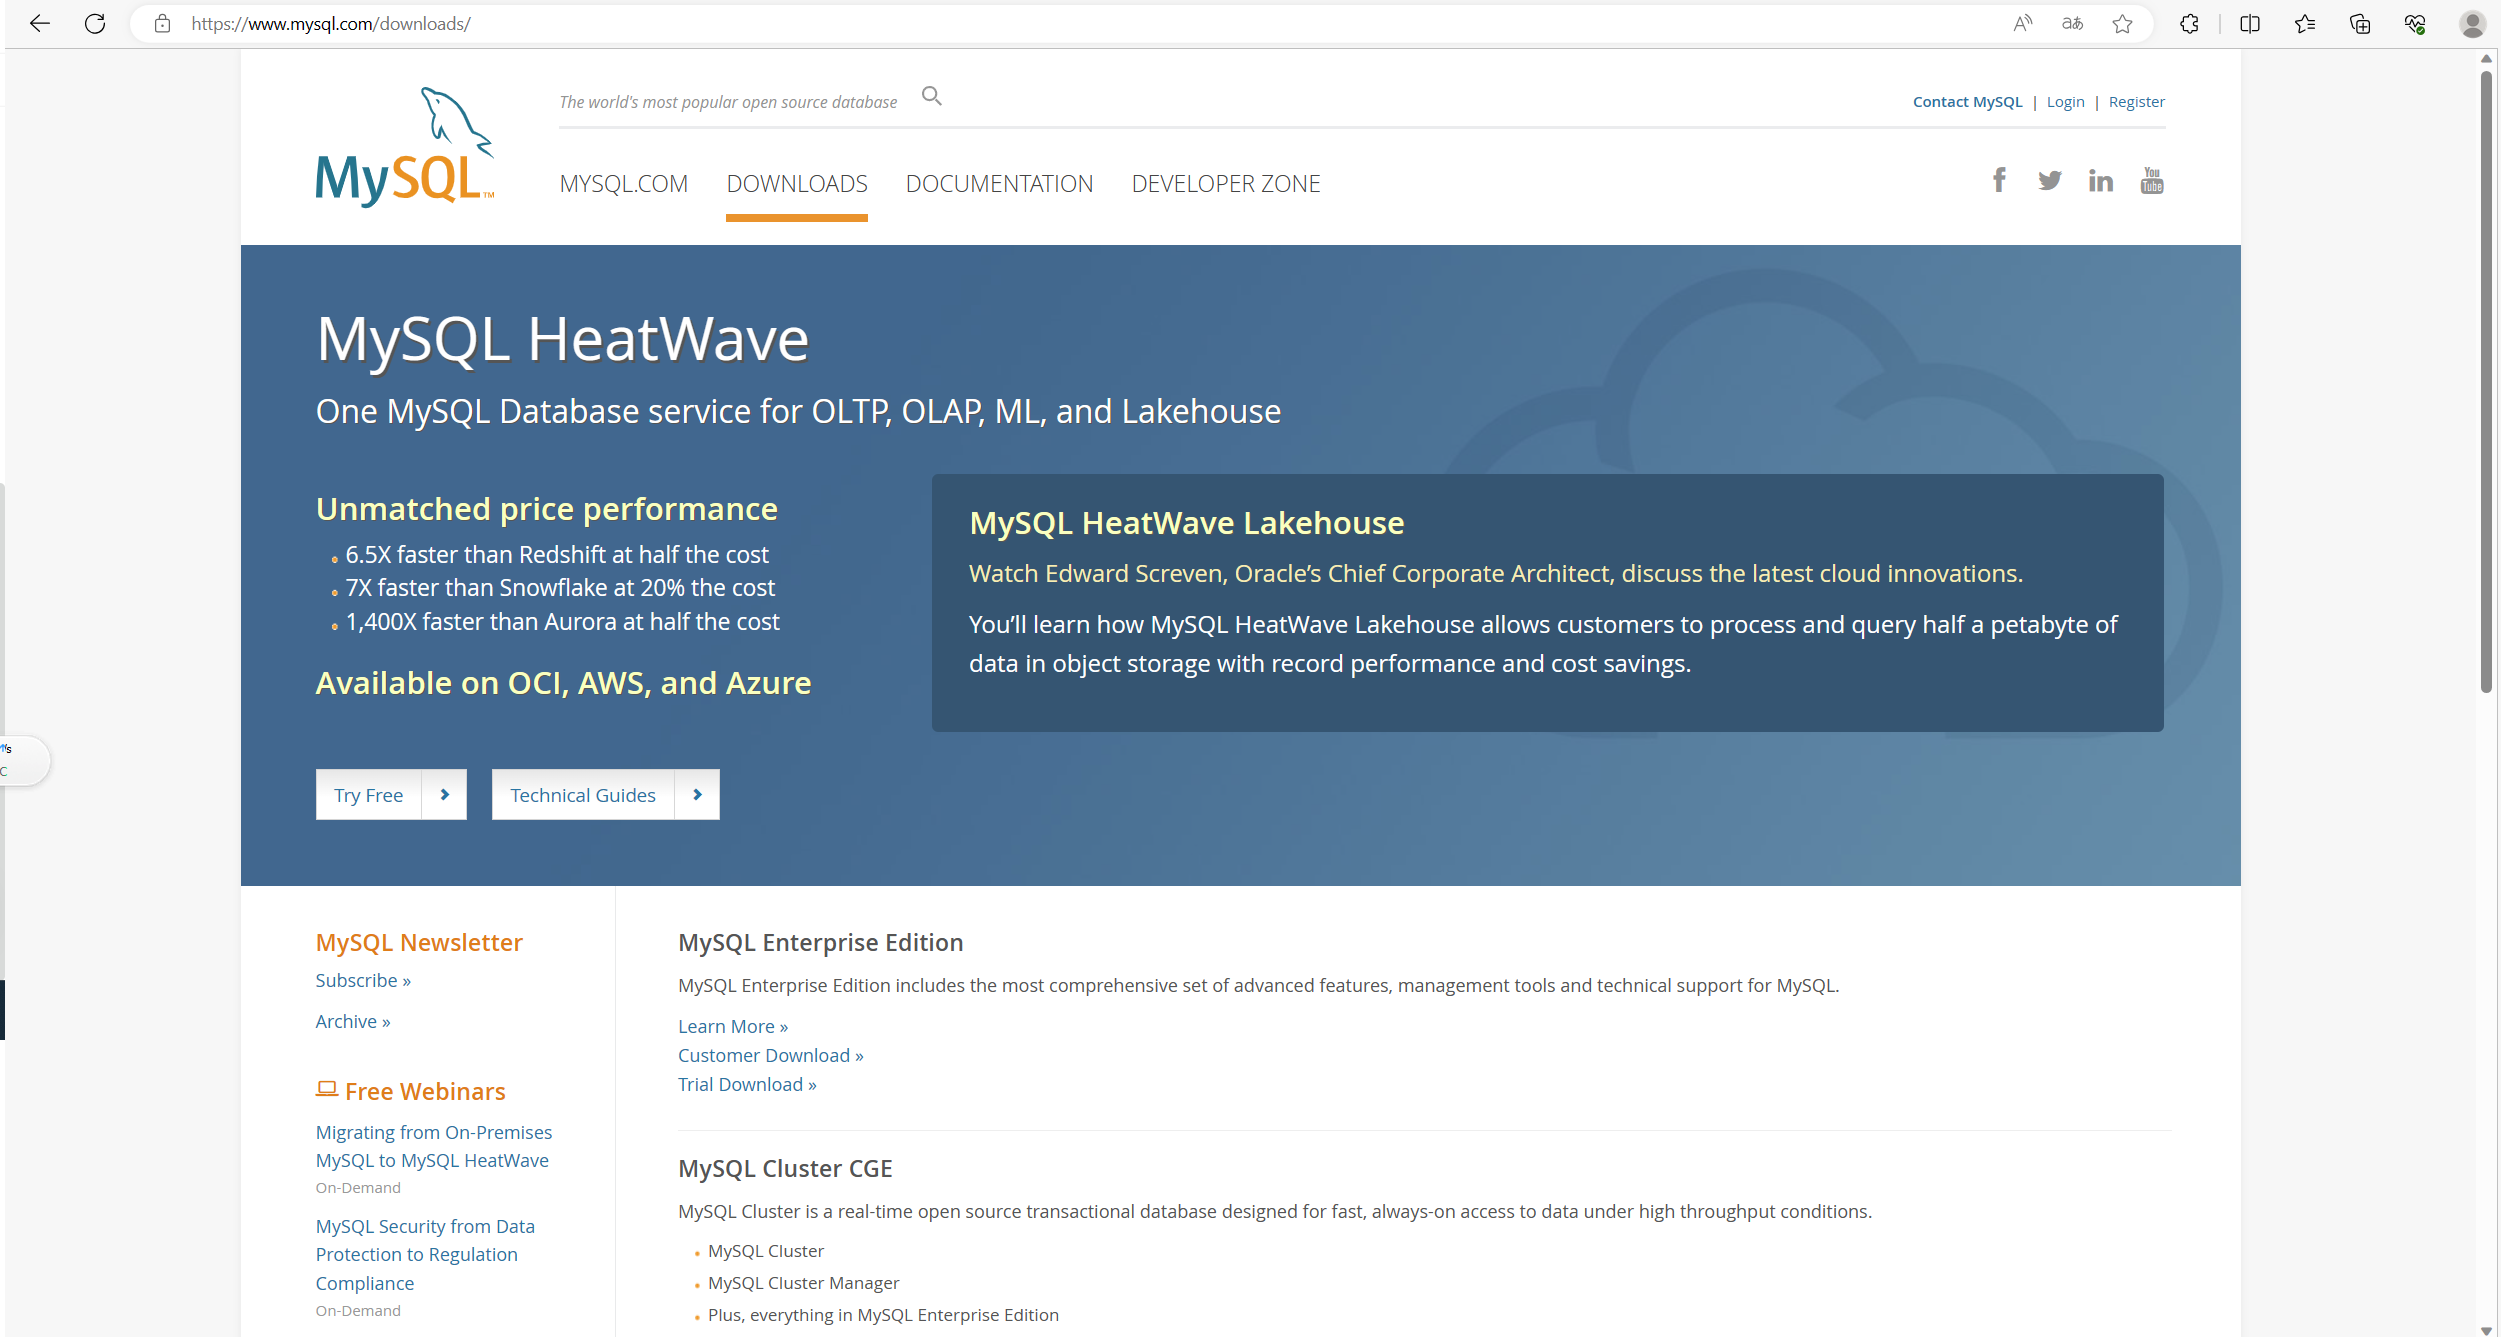 https://www.mysql.com/downloads/
The world's most popular open source database
Contact MySQL | Login | Register
MySQL™
MYSQL.COM DOWNLOADS DOCUMENTATION DEVELOPER ZONE
You Tube
MySQL HeatWave
One MySQL Database service for OLTP, OLAP, ML, and Lakehouse
Unmatched price performance
6.5X faster than Redshift at half the cost
7X faster than Snowflake at 20% the cost
1,400X faster than Aurora at half the cost
Available on OCI, AWS, and Azure
MySQL HeatWave Lakehouse
Watch Edward Screven, Oracle’s Chief Corporate Architect, discuss the latest cloud innovations.
You’ll learn how MySQL HeatWave Lakehouse allows customers to process and query half a petabyte of
data in object storage with record performance and cost savings.
Try Free
Technical Guides
MySQL Newsletter
Subscribe »
Archive »
Free Webinars
Migrating from On-Premises
MySQL to MySQL HeatWave
On-Demand
MySQL Security from Data
Protection to Regulation
Compliance
On-Demand
MySQL Enterprise Edition
MySQL Enterprise Edition includes the most comprehensive set of advanced features, management tools and technical support for MySQL.
Learn More »
Customer Download »
Trial Download »
MySQL Cluster CGE
MySQL Cluster is a real-time open source transactional database designed for fast, always-on access to data under high throughput conditions.
MySQL Cluster
MySQL Cluster Manager
Plus, everything in MySQL Enterprise Edition